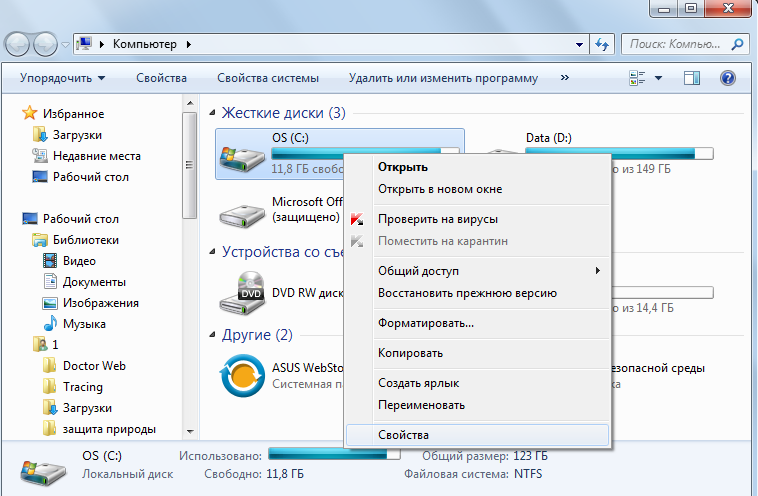 Компьютер
Поиск: Компью...
Упорядочить Свойства Свойства системы Удалить или изменить программу »
Избранное
Загрузки
Недавние места
Рабочий стол
Рабочий стол
Библиотеки
Видео
Документы
Изображения
Музыка
1
Doctor Web
Tracing
Загрузки
защита природы
Жесткие диски (3)
OS (C:)
11,8 ГБ свобо
Data (D:)
о из 149 ГБ
Microsoft Off
(защищено)
Устройства со съе
DVD
DVD RW диск
о из 14,4 ГБ
Другие (2)
ASUS WebSto
Системная па
езопасной среды
ка
Открыть
Открыть в новом окне
Проверить на вирусы
Поместить на карантин
Общий доступ
Восстановить прежнюю версию
Форматировать...
Копировать
Создать ярлык
Переименовать
Свойства
OS (C:) Использовано: Общий размер: 123 ГБ
Локальный диск Свободно: 11,8 ГБ Файловая система: NTFS